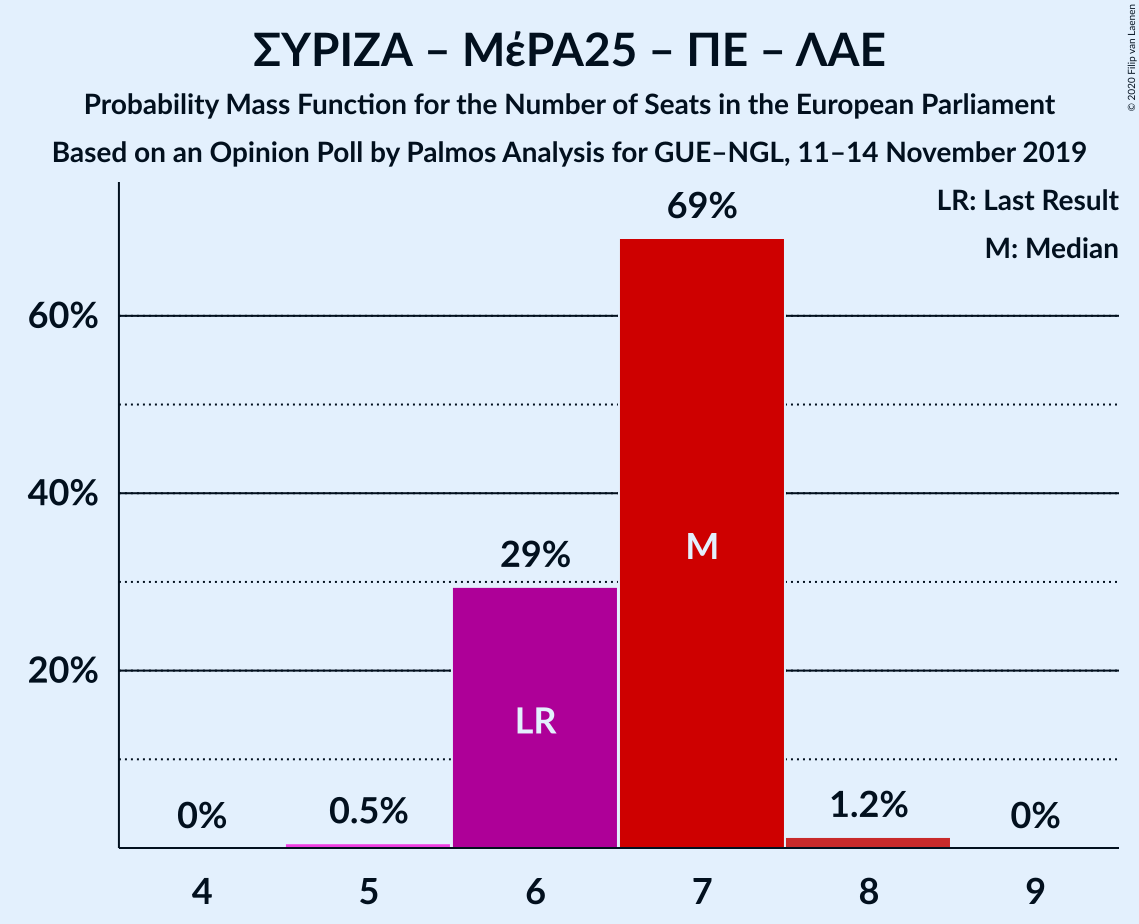 ΣΥΡΙΖΑ – ΜέΡΑ25 – ΠΕ – ΛΑΕ
Probability Mass Function for the Number of Seats in the European Parliament
Based on an Opinion Poll by Palmos Analysis for GUE–NGL, 11–14 November 2019
© 2020 Filip van Laenen
LR: Last Result
M: Median
69%
60%
40%
29%
20%
M
LR
0%
0.5%
1.2%
0%
4
5
6
7
8
9